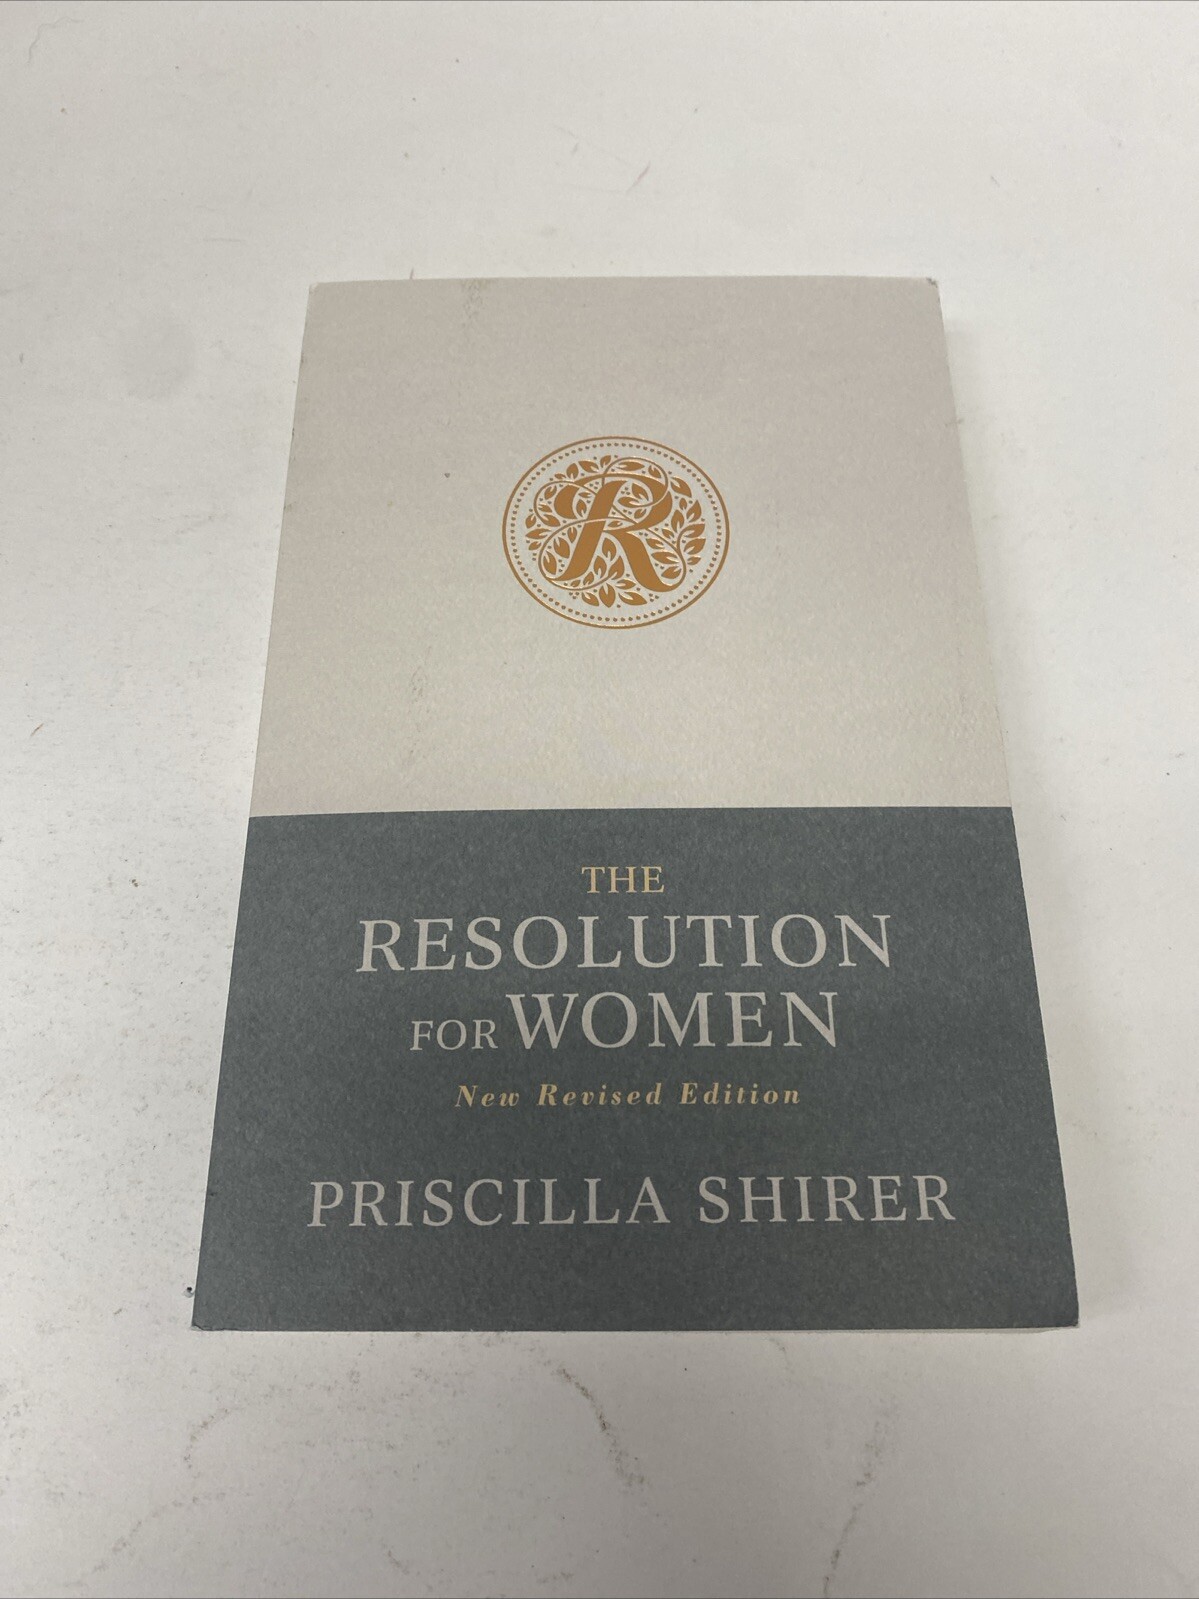 R
THE
RESOLUTION
FOR WOMEN
New Revised Edition
PRISCILLA SHIRER